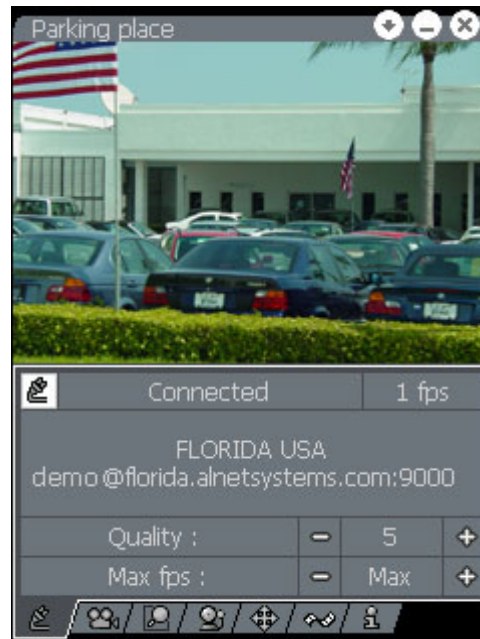 Parking place
Connected 1 fps
FLORIDA USA
demo@florida.alnetsystems.com:9000
Quality : 5
Max fps : Max